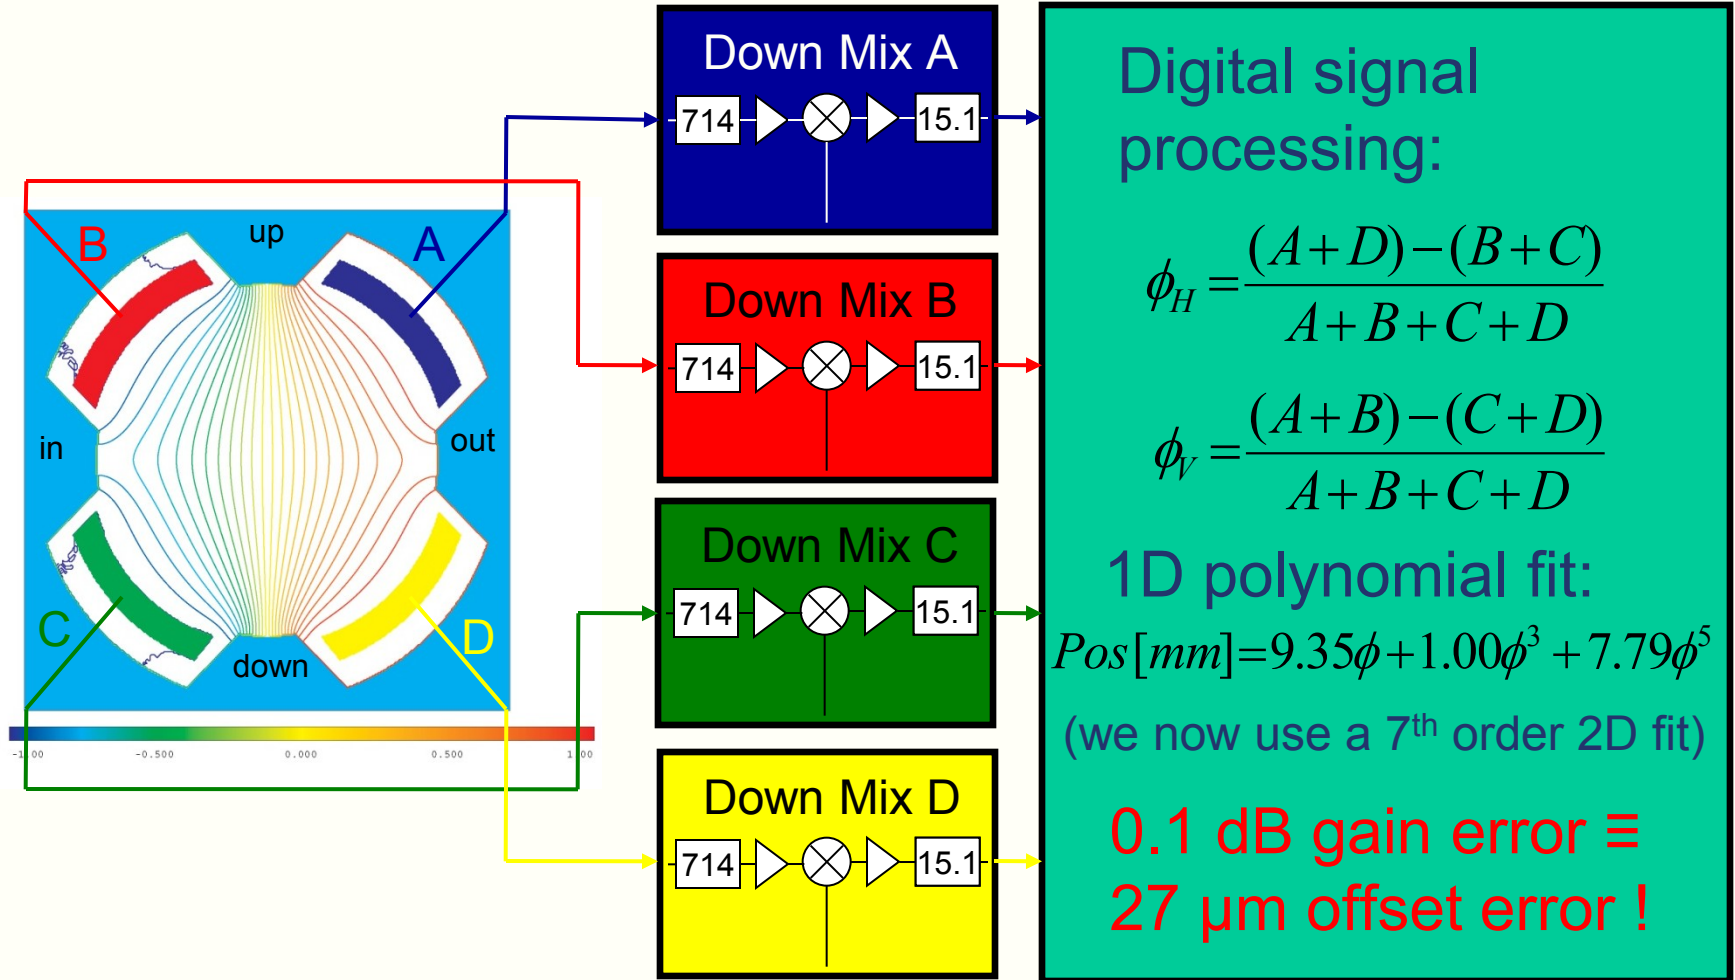 B
up
A
in
out
C
down
D
-1.00 -0.500 0.000 0.500 1.00
Down Mix A
714 15.1
Down Mix B
714 15.1
Down Mix C
714 15.1
Down Mix D
714 15.1
Digital signal
processing:
ϕ_H = ((A+D)−(B+C))/(A+B+C+D)
ϕ_V = ((A+B)−(C+D))/(A+B+C+D)
1D polynomial fit:
Pos[mm]=9.35ϕ+1.00ϕ³+7.79ϕ⁵
(we now use a 7th order 2D fit)
0.1 dB gain error ≡
27 µm offset error !